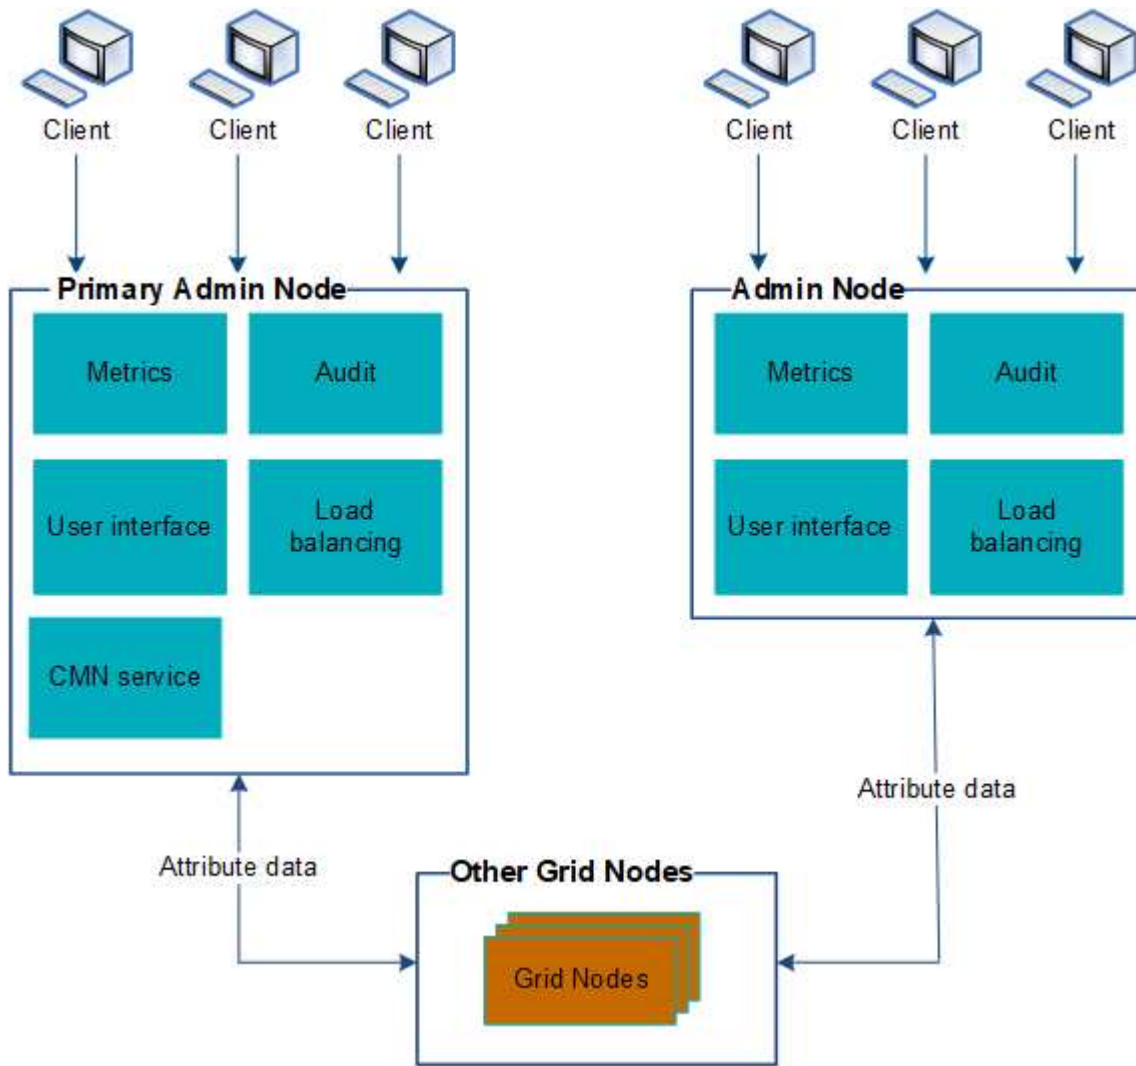 Client
Client
Client
Client
Client
Client
Primary Admin Node
Admin Node
Metrics
Audit
Metrics
Audit
User interface
Load
balancing
User interface
Load
balancing
CMN service
Attribute data
Attribute data
Other Grid Nodes
Grid Nodes